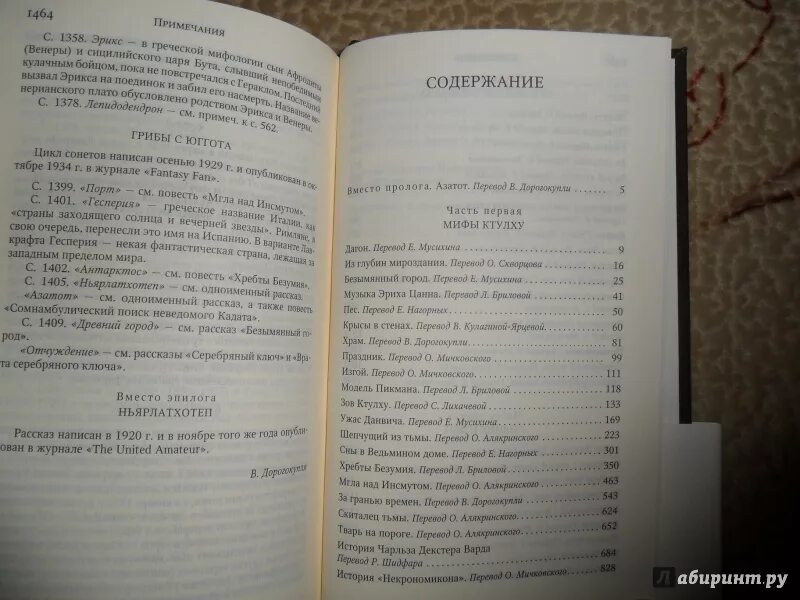 1464
Примечания
С. 1358. Эрикс — в греческой мифологии сын Афродиты
(Венеры) и сицилийского царя Бута, слывший непобедимым
кулачным бойцом, пока не повстречался с Гераклом. Последний
вызвал Эрикса на поединок и забил его насмерть. Название ве-
нерианского плато обусловлено родством Эрикса и Венеры.
С. 1378. Лепидодендрон — см. примеч. к с. 562.
ГРИБЫ С ЮГГОТА
Цикл сонетов написан осенью 1929 г. и опубликован в ок-
тябре 1934 г. в журнале «Fantasy Fan».
С. 1399. «Порт» — см. повесть «Мгла над Инсмутом».
С. 1401. «Гесперия» — греческое название Италии, как
«страны заходящего солнца и вечерней звезды». Римляне, в
свою очередь, перенесли это имя на Испанию. В варианте Лав-
крафта Гесперия — некая фантастическая страна, лежащая за
западным пределом мира.
С. 1402. «Антарктос» — см. повесть «Хребты Безумия».
С. 1405. «Ньярлатхотеп» — см. одноименный рассказ.
«Азатот» — см. одноименный рассказ, а также повесть
«Сомнамбулический поиск неведомого Кадата».
С. 1409. «Древний город» — см. рассказ «Безымянный го-
род».
«Отчуждение» — см. рассказы «Серебряный ключ» и «Вра-
та серебряного ключа».
Вместо эпилога
НЬЯРЛАТХОТЕП
Рассказ написан в 1920 г. и в ноябре того же года опубли-
кован в журнале «The United Amateur».
В. Дорогокупля
СОДЕРЖАНИЕ
Вместо пролога. Азатот. Перевод В. Дорогокупли . . . . . 5
Часть первая
МИФЫ КТУЛХУ
Дагон. Перевод Е. Мусихина 9
Из глубин мироздания. Перевод О. Скворцова 16
Безымянный город. Перевод Е. Мусихина 25
Музыка Эриха Цанна. Перевод Л. Бриловой 41
Пес. Перевод Е. Нагорных 50
Крысы в стенах. Перевод В. Кулагиной-Ярцевой 60
Храм. Перевод В. Дорогокупли 81
Праздник. Перевод О. Мичковского 99
Изгой. Перевод О. Мичковского 111
Модель Пикмана. Перевод Л. Бриловой 118
Зов Ктулху. Перевод С. Лихачевой 133
Ужас Данвича. Перевод Е. Мусихина 169
Шепчущий из тьмы. Перевод О. Алякринского 223
Сны в Ведьмином доме. Перевод Е. Нагорных 301
Хребты Безумия. Перевод Л. Бриловой 350
Мгла над Инсмутом. Перевод О. Алякринского 463
За гранью времен. Перевод В. Дорогокупли 543
Скиталец тьмы. Перевод О. Алякринского 624
Тварь на пороге. Перевод О. Алякринского 652
История Чарльза Декстера Варда
Перевод Р. Шидфара 684
История «Некрономикона». Перевод О. Мичковского 828
Лабиринт.ру